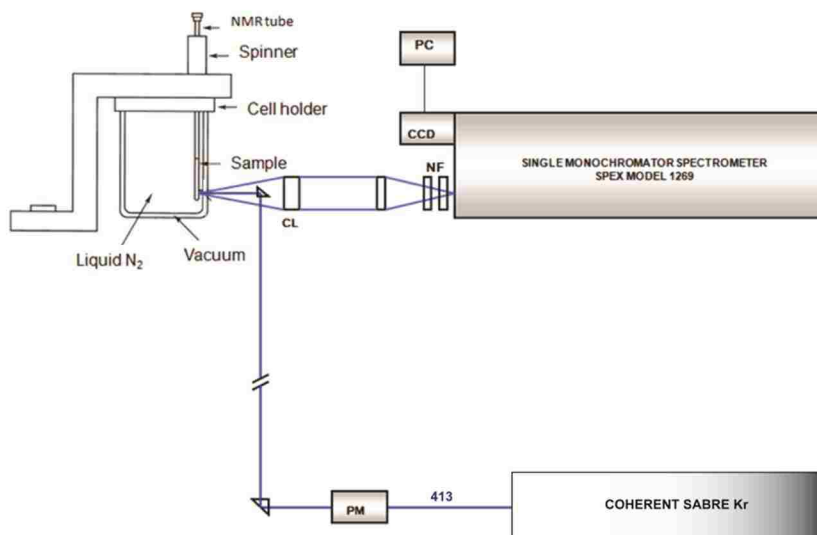 NMR tube
Spinner
Cell holder
Sample
Liquid N₂
Vacuum
CL
NF
PC
CCD
SINGLE MONOCHROMATOR SPECTROMETER
SPEX MODEL 1269
PM
413
COHERENT SABRE Kr